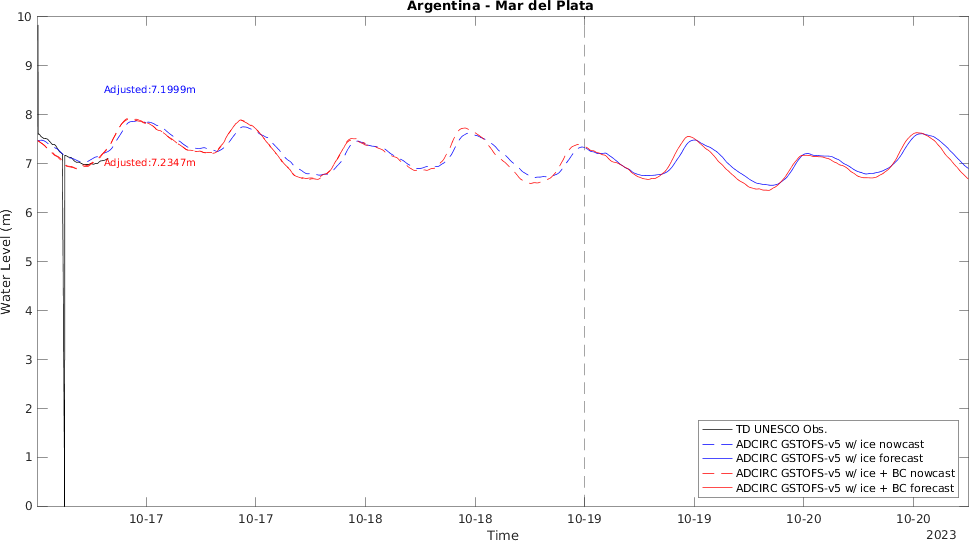 Argentina - Mar del Plata
10
9
8
7
6
5
4
3
2
1
0
Water Level (m)
Adjusted:7.1999m
Adjusted:7.2347m
TD UNESCO Obs.
ADCIRC GSTOFS-v5 w/ ice nowcast
ADCIRC GSTOFS-v5 w/ ice forecast
ADCIRC GSTOFS-v5 w/ ice + BC nowcast
ADCIRC GSTOFS-v5 w/ ice + BC forecast
10-17 10-17 10-18 10-18 10-19 10-19 10-20 10-20
Time
2023